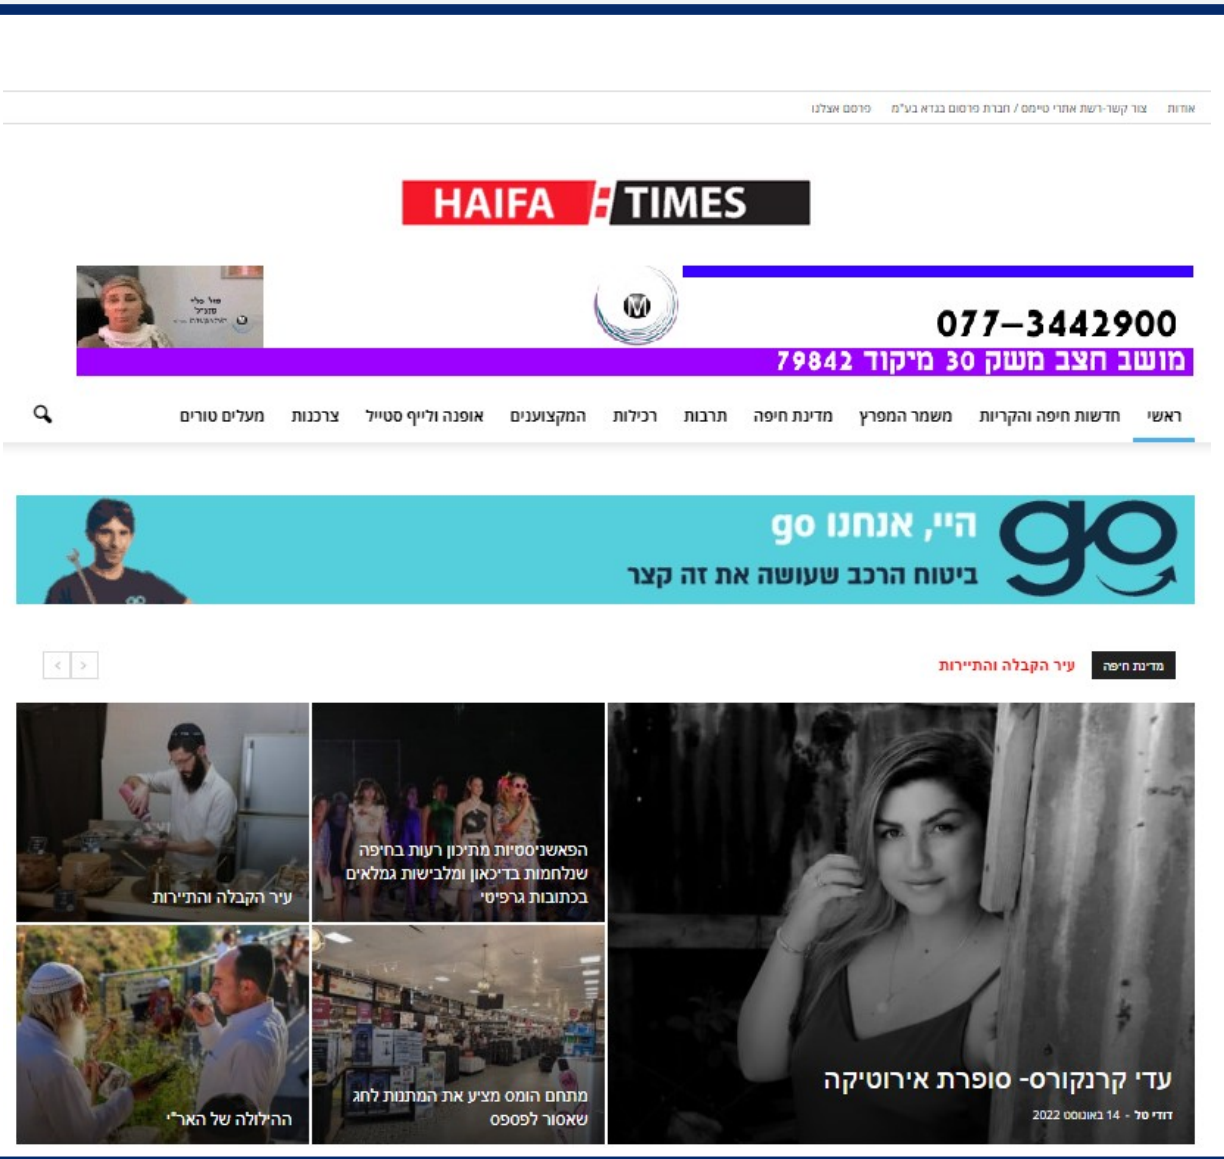 אודות צור קשר-רשת אתרי טיימס / חברת פרסום בגדא בע"מ פרסם אצלנו
HAIFA TIMES
M
077-3442900
מושב חצב משק 30 מיקוד 79842
ראשי חדשות חיפה והקריות משמר המפרץ מדינת חיפה תרבות רכילות המקצוענים אופנה ולייף סטייל צרכנות מעלים טורים
go
היי, אנחנו go
ביטוח הרכב שעושה את זה קצר
מדינת חיפה עיר הקבלה והתיירות
עדי קרנקורס- סופרת אירוטיקה
דודי טל - 14 באוגוסט 2022
הפאשניסטיות מתיכון רעות בחיפה
שנלחמות בדיכאון ומלבישות גמלאים
בכתובות גרפיטי
עיר הקבלה והתיירות
מתחם הומס מציע את המתנות לחג
שאסור לפספס
ההילולה של האר"י